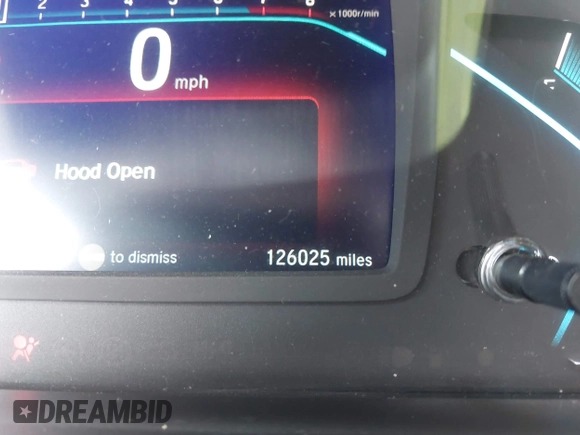 2 3 4 5 6 7 8
x 1000r/min
0 mph
Hood Open
to dismiss
126025 miles
DREAMBID